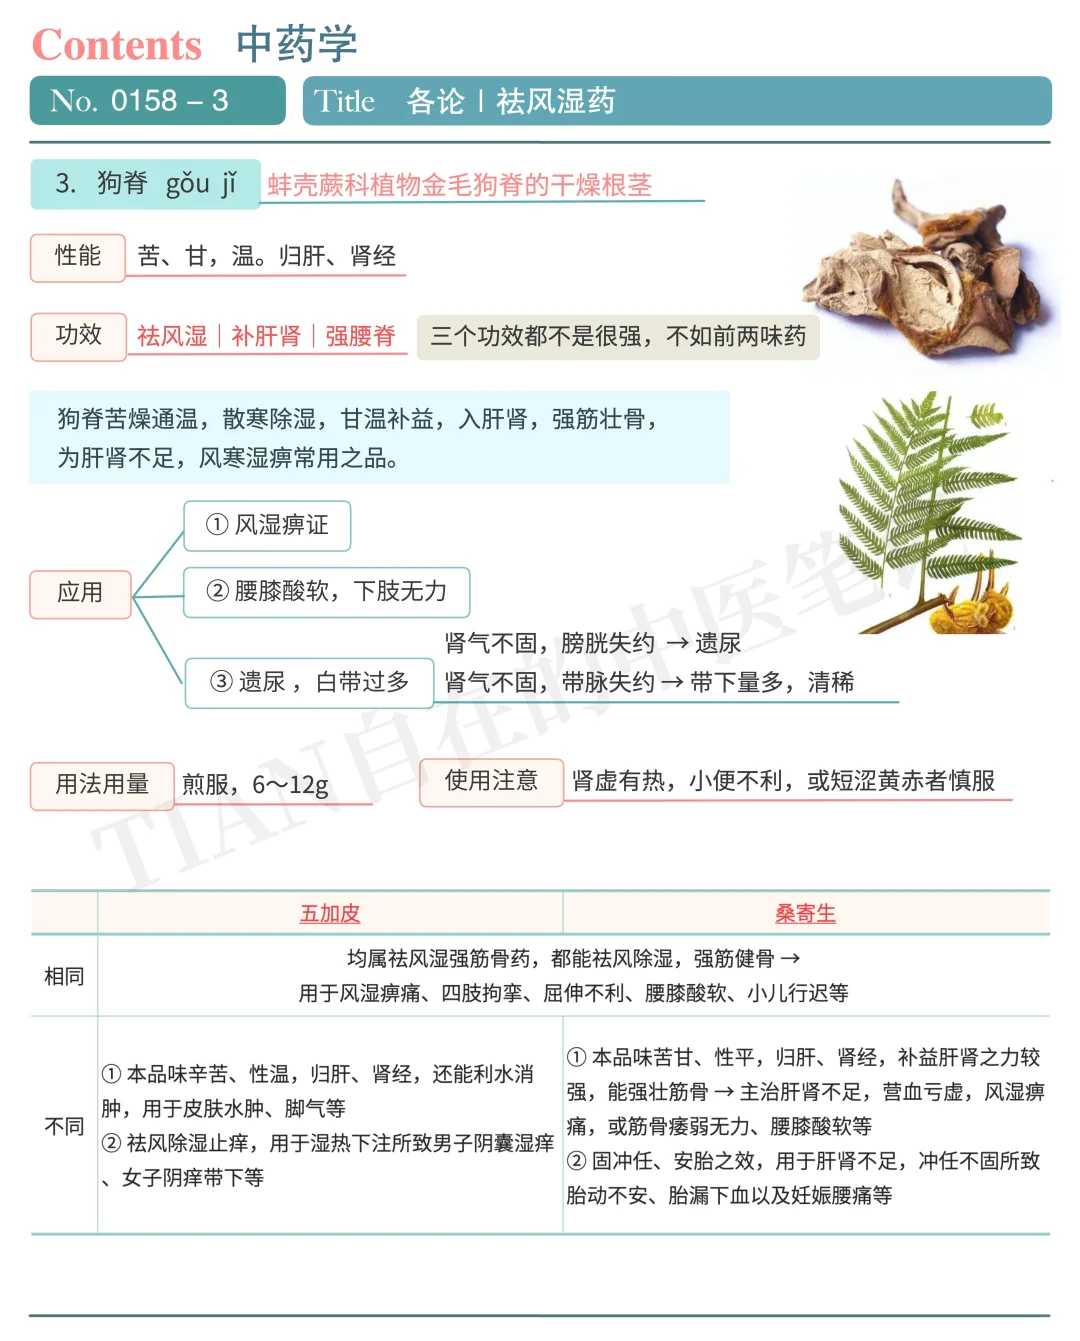 Contents 中药学
No. 0158 – 3
Title 各论 | 祛风湿药
3. 狗脊 gǒu jǐ 蚌壳蕨科植物金毛狗脊的干燥根茎
性能 苦、甘，温。归肝、肾经
功效 祛风湿｜补肝肾｜强腰脊 三个功效都不是很强，不如前两味药
狗脊苦燥通温，散寒除湿，甘温补益，入肝肾，强筋壮骨，
为肝肾不足，风寒湿痹常用之品。
应用
① 风湿痹证
② 腰膝酸软，下肢无力
③ 遗尿 ，白带过多
肾气不固，膀胱失约 → 遗尿
肾气不固，带脉失约 → 带下量多，清稀
用法用量 煎服，6～12g
使用注意 肾虚有热，小便不利，或短涩黄赤者慎服
五加皮 桑寄生
相同
均属祛风湿强筋骨药，都能祛风除湿，强筋健骨 →
用于风湿痹痛、四肢拘挛、屈伸不利、腰膝酸软、小儿行迟等
不同
① 本品味辛苦、性温，归肝、肾经，还能利水消
肿，用于皮肤水肿、脚气等
② 祛风除湿止痒，用于湿热下注所致男子阴囊湿痒
、女子阴痒带下等
① 本品味苦甘、性平，归肝、肾经，补益肝肾之力较
强，能强壮筋骨 → 主治肝肾不足，营血亏虚，风湿痹
痛，或筋骨痿弱无力、腰膝酸软等
② 固冲任、安胎之效，用于肝肾不足，冲任不固所致
胎动不安、胎漏下血以及妊娠腰痛等
TIAN自在的中医笔